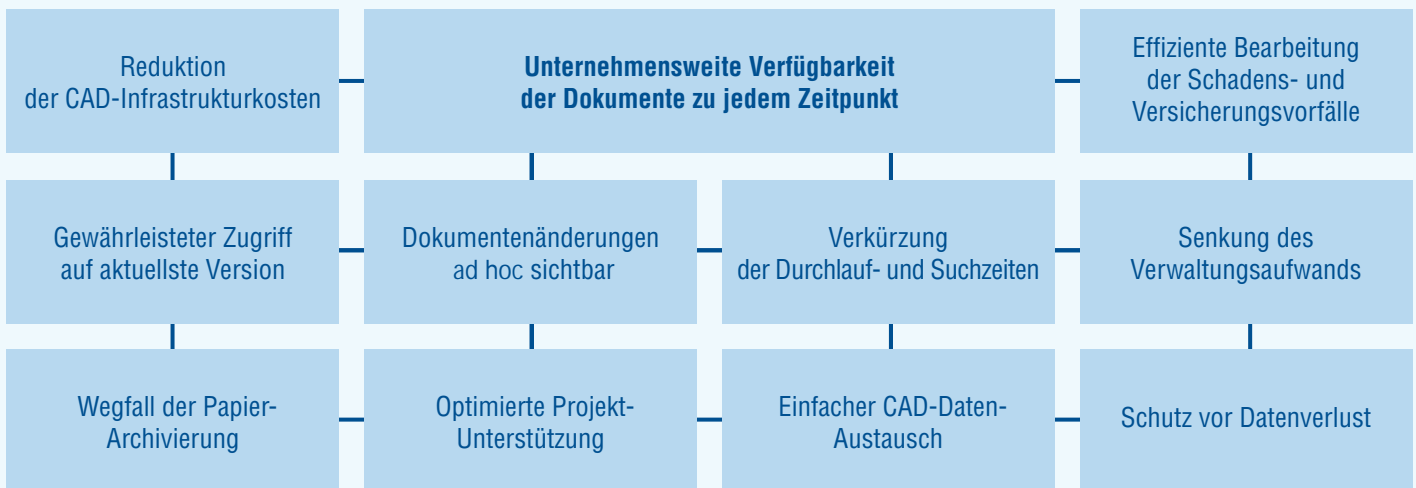 Reduktion
der CAD-Infrastrukturkosten
Unternehmensweite Verfügbarkeit
der Dokumente zu jedem Zeitpunkt
Effiziente Bearbeitung
der Schadens- und
Versicherungsvorfälle
Gewährleisteter Zugriff
auf aktuellste Version
Dokumentenänderungen
ad hoc sichtbar
Verkürzung
der Durchlauf- und Suchzeiten
Senkung des
Verwaltungsaufwands
Wegfall der Papier-
Archivierung
Optimierte Projekt-
Unterstützung
Einfacher CAD-Daten-
Austausch
Schutz vor Datenverlust